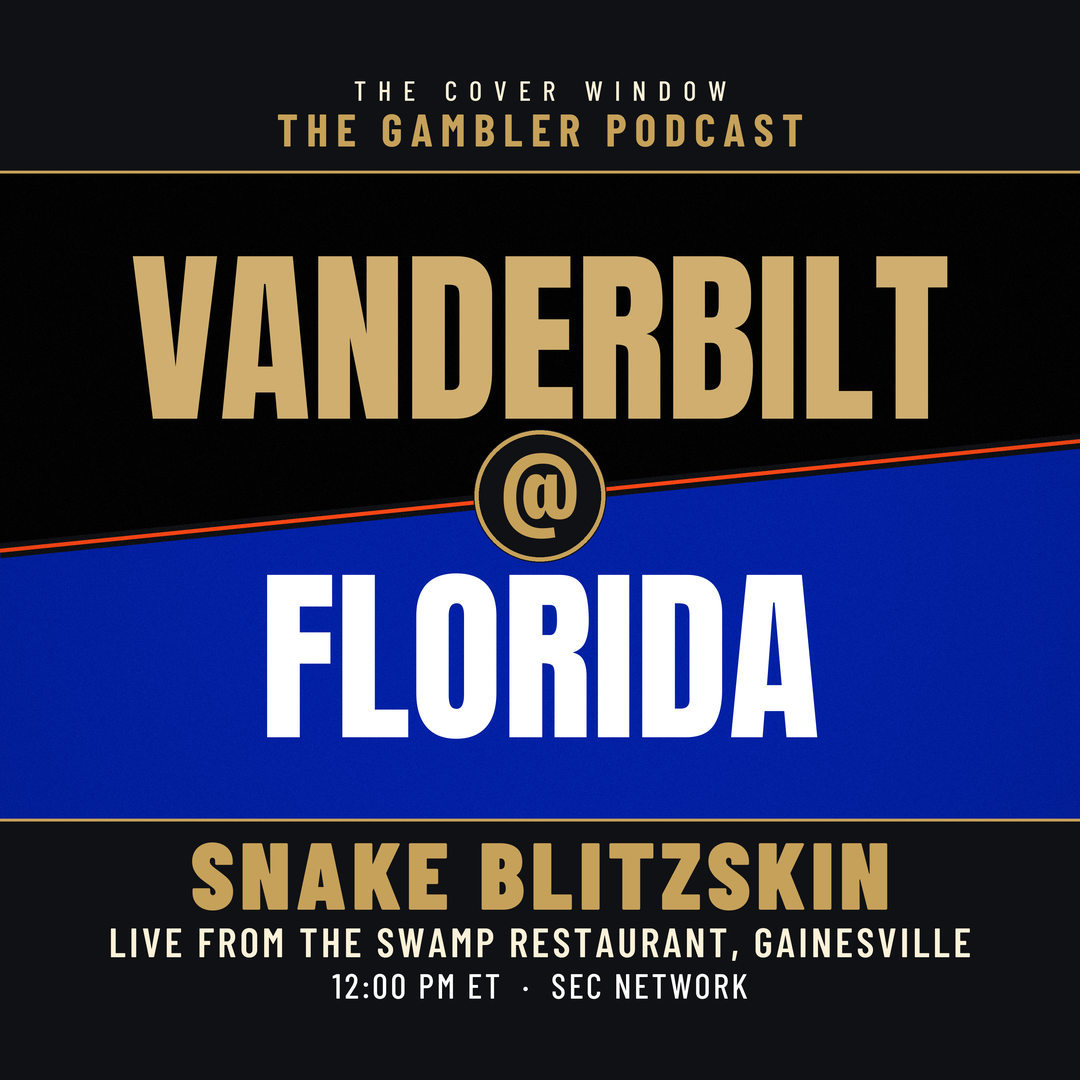 THE COVER WINDOW
THE GAMBLER PODCAST
VANDERBILT
@
FLORIDA
SNAKE BLITZSKIN
LIVE FROM THE SWAMP RESTAURANT, GAINESVILLE
12:00 PM ET · SEC NETWORK